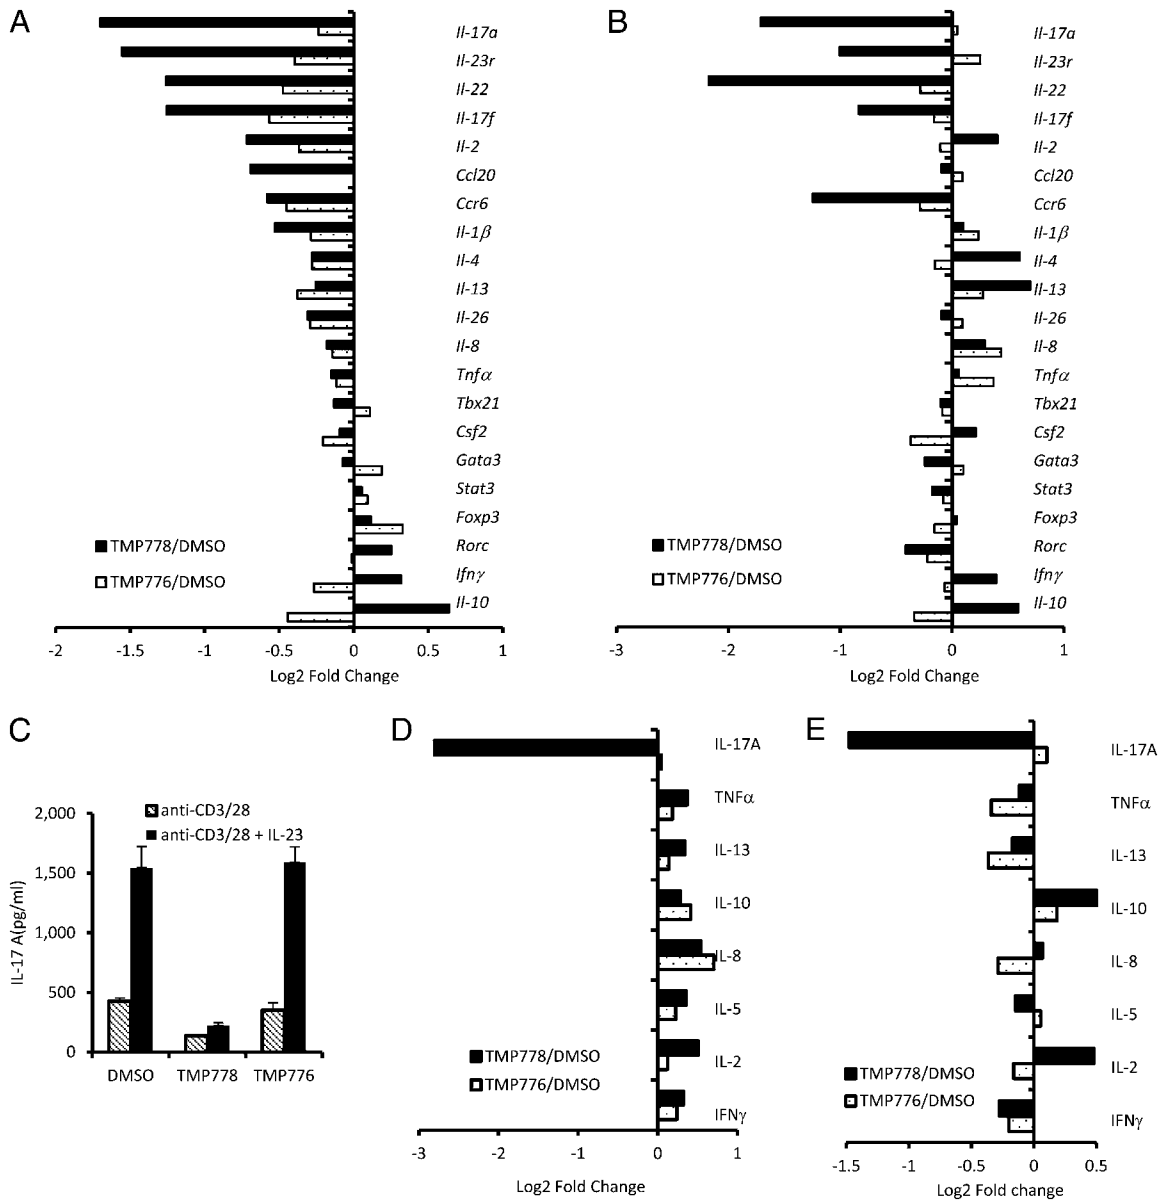 A
Il-17a
Il-23r
Il-22
Il-17f
Il-2
Ccl20
Ccr6
Il-1β
Il-4
Il-13
Il-26
Il-8
Tnfα
Tbx21
Csf2
Gata3
Stat3
Foxp3
Rorc
Ifnγ
Il-10
TMP778/DMSO
TMP776/DMSO
-2 -1.5 -1 -0.5 0 0.5 1
Log2 Fold Change
B
Il-17a
Il-23r
Il-22
Il-17f
Il-2
Ccl20
Ccr6
Il-1β
Il-4
Il-13
Il-26
Il-8
Tnfα
Tbx21
Csf2
Gata3
Stat3
Foxp3
Rorc
Ifnγ
Il-10
TMP778/DMSO
TMP776/DMSO
-3 -2 -1 0 1
Log2 Fold Change
C
anti-CD3/28
anti-CD3/28 + IL-23
IL-17 A(pg/ml)
2,000
1,500
1,000
500
0
DMSO TMP778 TMP776
D
IL-17A
TNFα
IL-13
IL-10
IL-8
IL-5
IL-2
IFNγ
TMP778/DMSO
TMP776/DMSO
-3 -2 -1 0 1
Log2 Fold Change
E
IL-17A
TNFα
IL-13
IL-10
IL-8
IL-5
IL-2
IFNγ
TMP778/DMSO
TMP776/DMSO
-1.5 -1 -0.5 0 0.5
Log2 Fold change